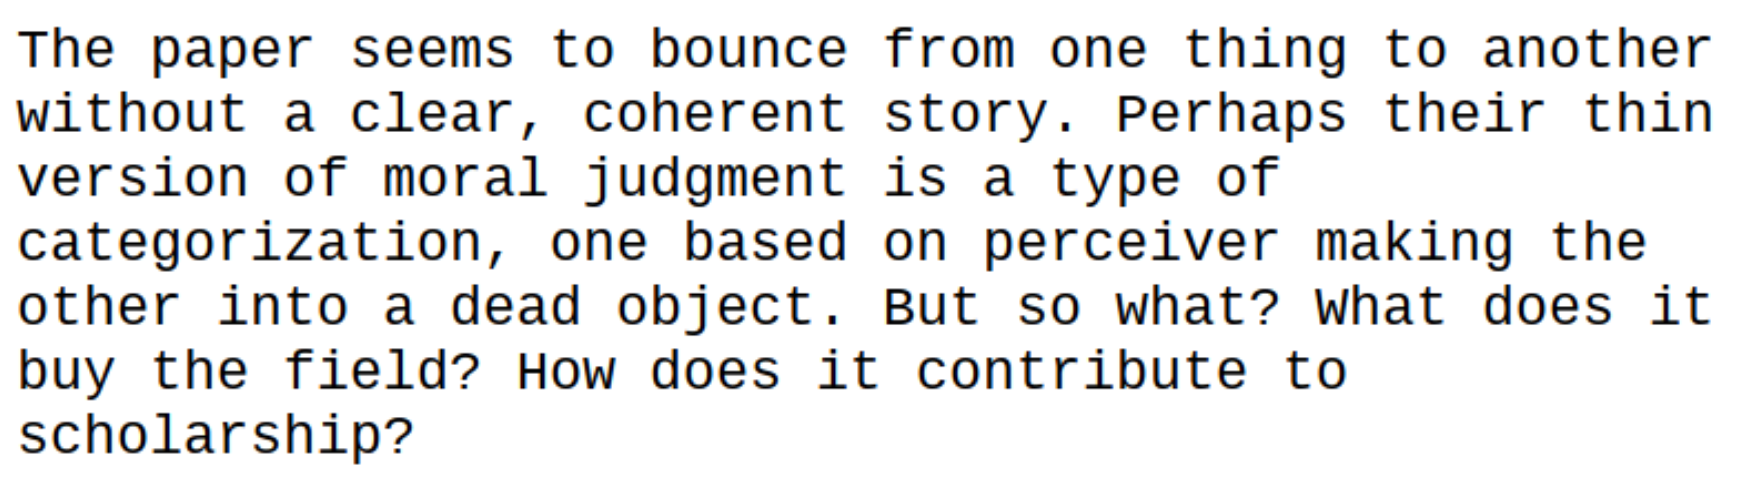 The paper seems to bounce from one thing to another
without a clear, coherent story. Perhaps their thin
version of moral judgment is a type of
categorization, one based on perceiver making the
other into a dead object. But so what? What does it
buy the field? How does it contribute to
scholarship?